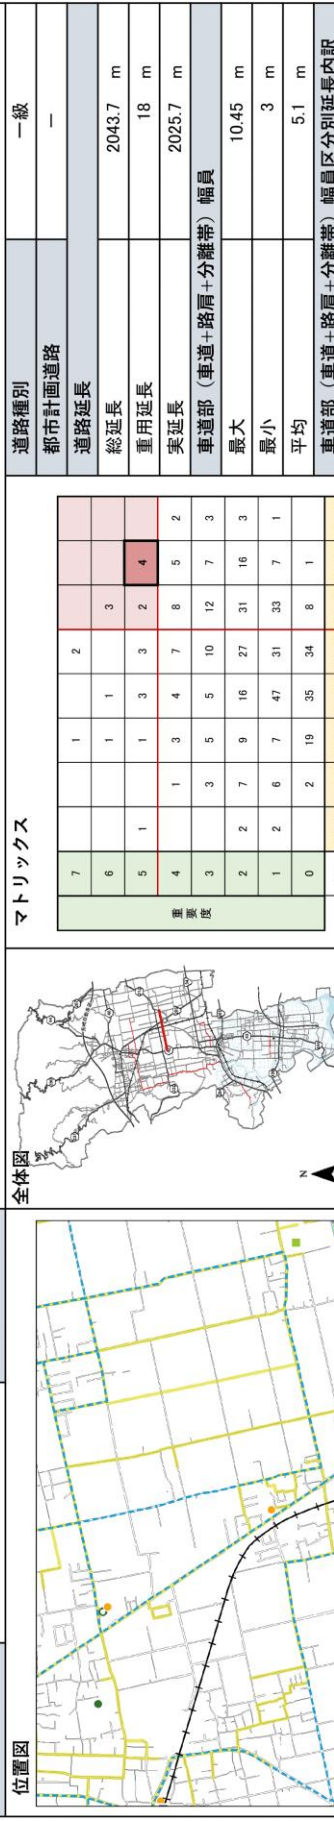 位置図
全体図
N
マトリックス
重要度
7 1 2
6 1 1 3
5 1 1 3 3 2 4
4 1 3 4 7 8 5 2
3 3 5 5 10 12 7 3
2 2 7 9 16 27 31 16 3
1 2 6 7 47 31 33 7 1
0 2 19 35 34 8 1
道路種別 一級
都市計画道路 ―
道路延長
総延長 2043.7 m
重用延長 18 m
実延長 2025.7 m
車道部（車道+路肩+分離帯）幅員
最大 10.45 m
最小 3 m
平均 5.1 m
車道部（車道+路肩+分離帯）幅員区分別延長内訳